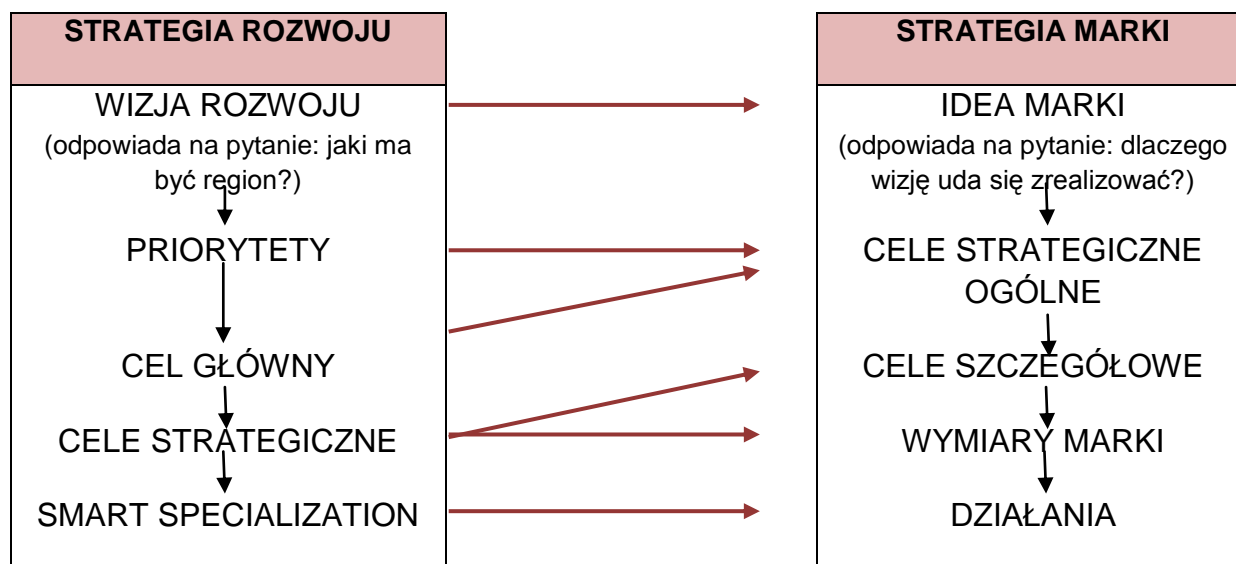 STRATEGIA ROZWOJU
WIZJA ROZWOJU
(odpowiada na pytanie: jaki ma
być region?)
PRIORYTETY
CEL GŁÓWNY
CELE STRATEGICZNE
SMART SPECIALIZATION
STRATEGIA MARKI
IDEA MARKI
(odpowiada na pytanie: dlaczego
wizję uda się zrealizować?)
CELE STRATEGICZNE
OGÓLNE
CELE SZCZEGÓŁOWE
WYMIARY MARKI
DZIAŁANIA